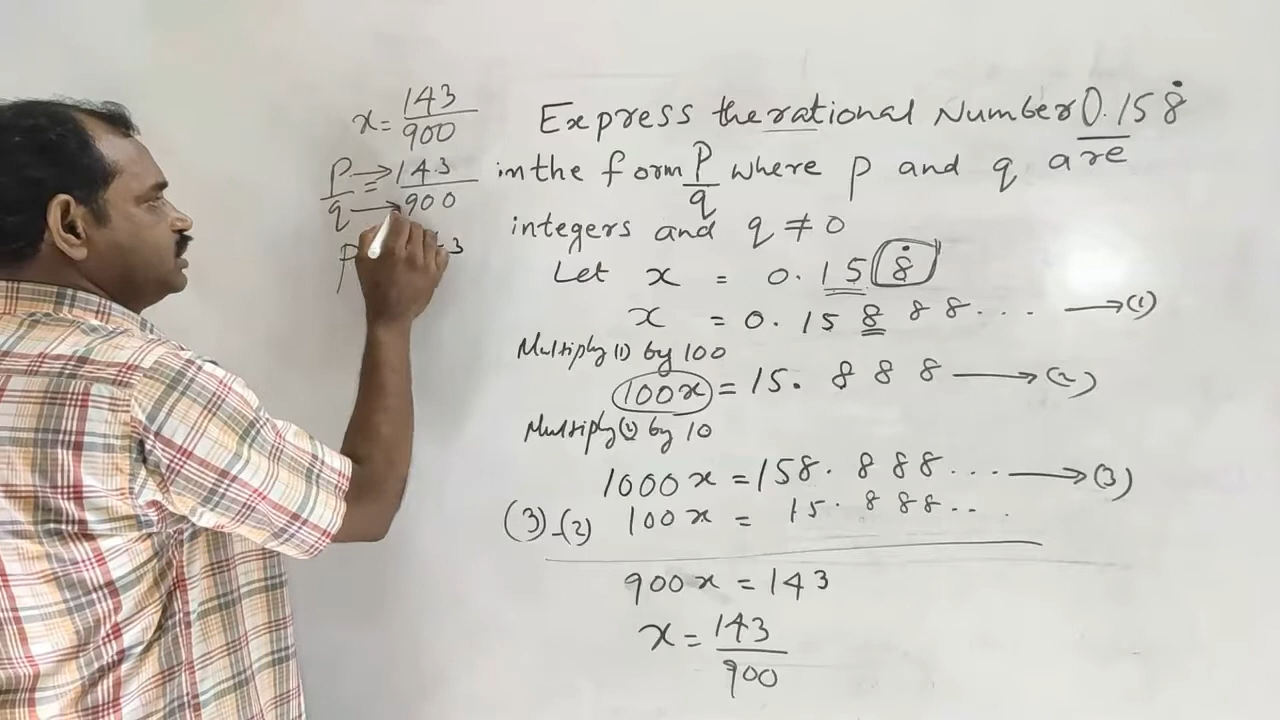 x = 143/900
p/q → = → 143/900
p 3
Express the rational Number 0.158̇
in the form p/q where p and q are
integers and q ≠ 0
Let x = 0.158̇
x = 0.15888... → (1)
Multiply (1) by 100
100x = 15.888 → (2)
Multiply (2) by 10
1000x = 158.888... → (3)
(3)-(2) 100x = 15.888...
900x = 143
x = 143/900